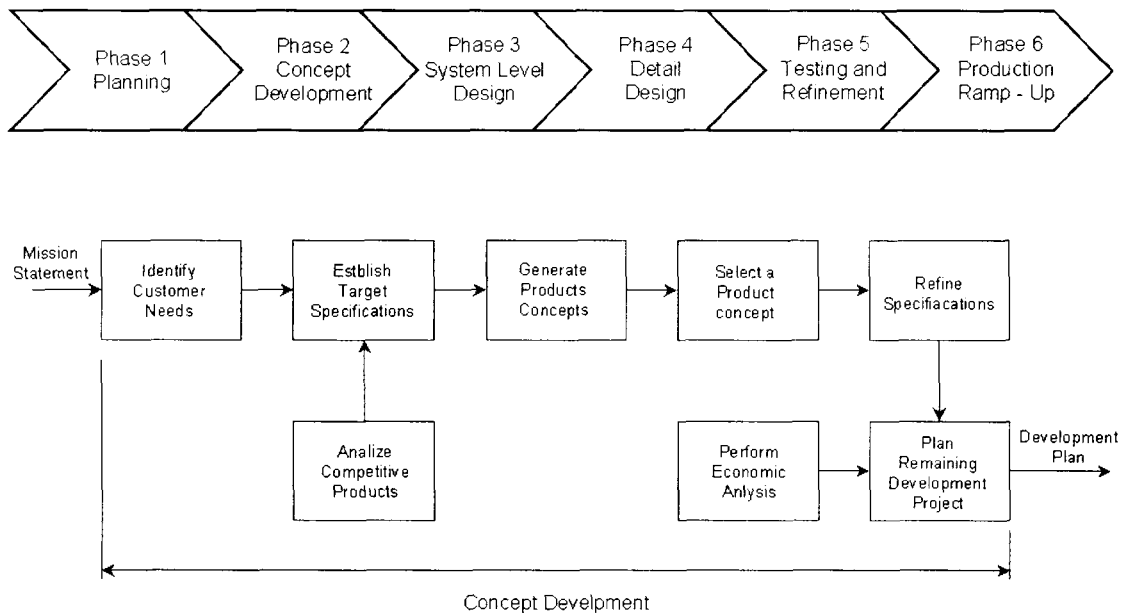 Phase 1
Planning
Phase 2
Concept
Development
Phase 3
System Level
Design
Phase 4
Detail
Design
Phase 5
Testing and
Refinement
Phase 6
Production
Ramp - Up
Mission
Statement
Identify
Customer
Needs
Estblish
Target
Specifications
Generate
Products
Concepts
Select a
Product
concept
Refine
Specifiacations
Analize
Competitive
Products
Perform
Economic
Anlysis
Plan
Remaining
Development
Project
Development
Plan
Concept Develpment